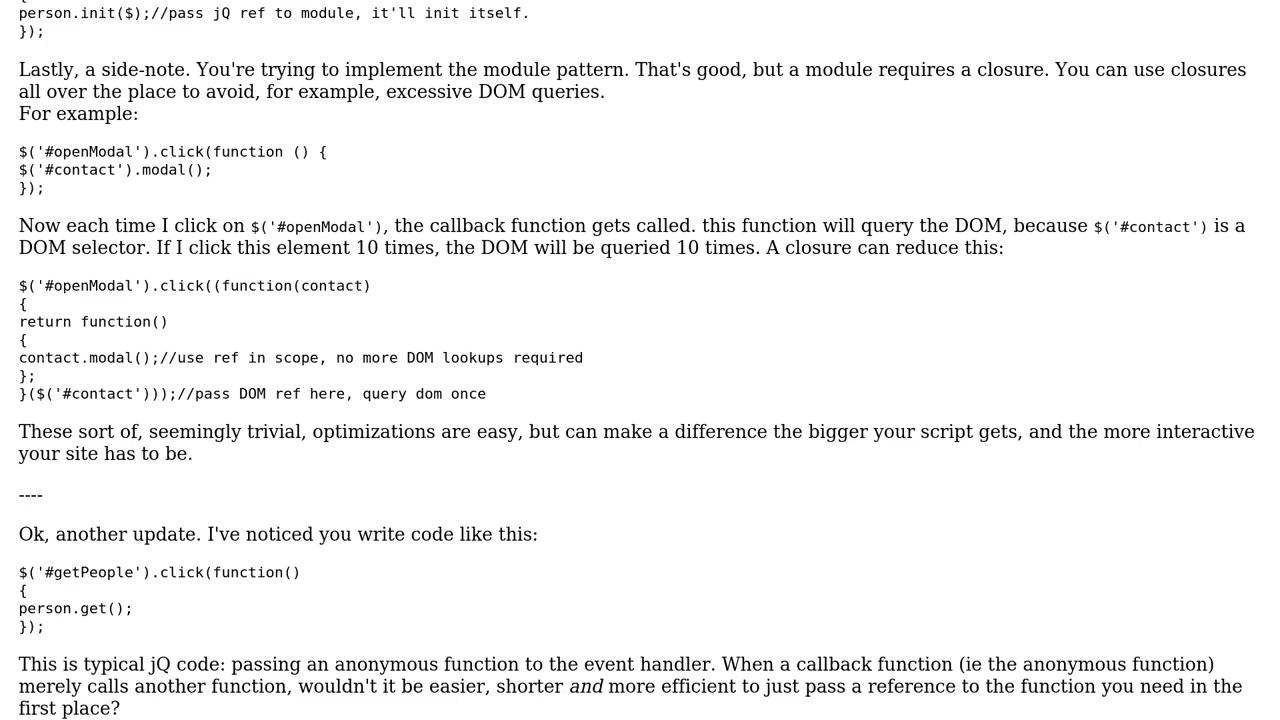 person.init($);//pass jQ ref to module, it'll init itself.
});
Lastly, a side-note. You're trying to implement the module pattern. That's good, but a module requires a closure. You can use closures
all over the place to avoid, for example, excessive DOM queries.
For example:
$('#openModal').click(function () {
$('#contact').modal();
});
Now each time I click on $('#openModal'), the callback function gets called. this function will query the DOM, because $('#contact') is a
DOM selector. If I click this element 10 times, the DOM will be queried 10 times. A closure can reduce this:
$('#openModal').click((function(contact)
{
return function()
{
contact.modal();//use ref in scope, no more DOM lookups required
};
}($('#contact')));//pass DOM ref here, query dom once
These sort of, seemingly trivial, optimizations are easy, but can make a difference the bigger your script gets, and the more interactive
your site has to be.
----
Ok, another update. I've noticed you write code like this:
$('#getPeople').click(function()
{
person.get();
});
This is typical jQ code: passing an anonymous function to the event handler. When a callback function (ie the anonymous function)
merely calls another function, wouldn't it be easier, shorter and more efficient to just pass a reference to the function you need in the
first place?